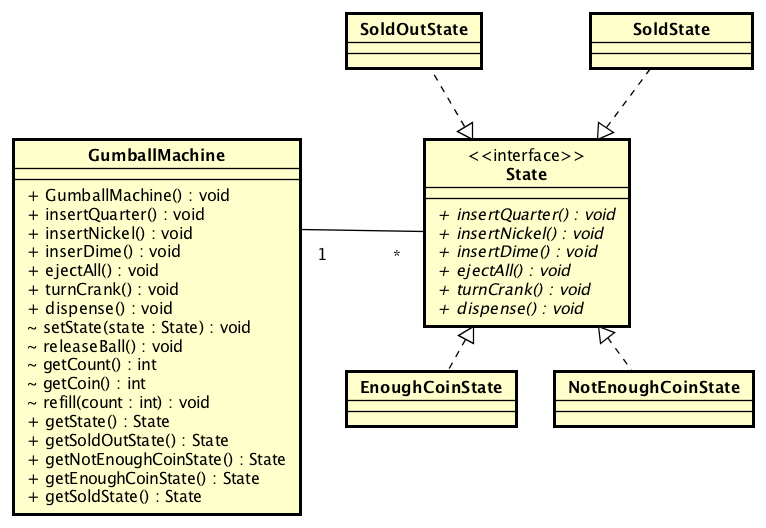 SoldOutState
SoldState
GumballMachine
+ GumballMachine() : void
+ insertQuarter() : void
+ insertNickel() : void
+ inserDime() : void
+ ejectAll() : void
+ turnCrank() : void
+ dispense() : void
~ setState(state : State) : void
~ releaseBall() : void
~ getCount() : int
~ getCoin() : int
~ refill(count : int) : void
+ getState() : State
+ getSoldOutState() : State
+ getNotEnoughCoinState() : State
+ getEnoughCoinState() : State
+ getSoldState() : State
1
*
<<interface>>
State
+ insertQuarter() : void
+ insertNickel() : void
+ insertDime() : void
+ ejectAll() : void
+ turnCrank() : void
+ dispense() : void
EnoughCoinState
NotEnoughCoinState